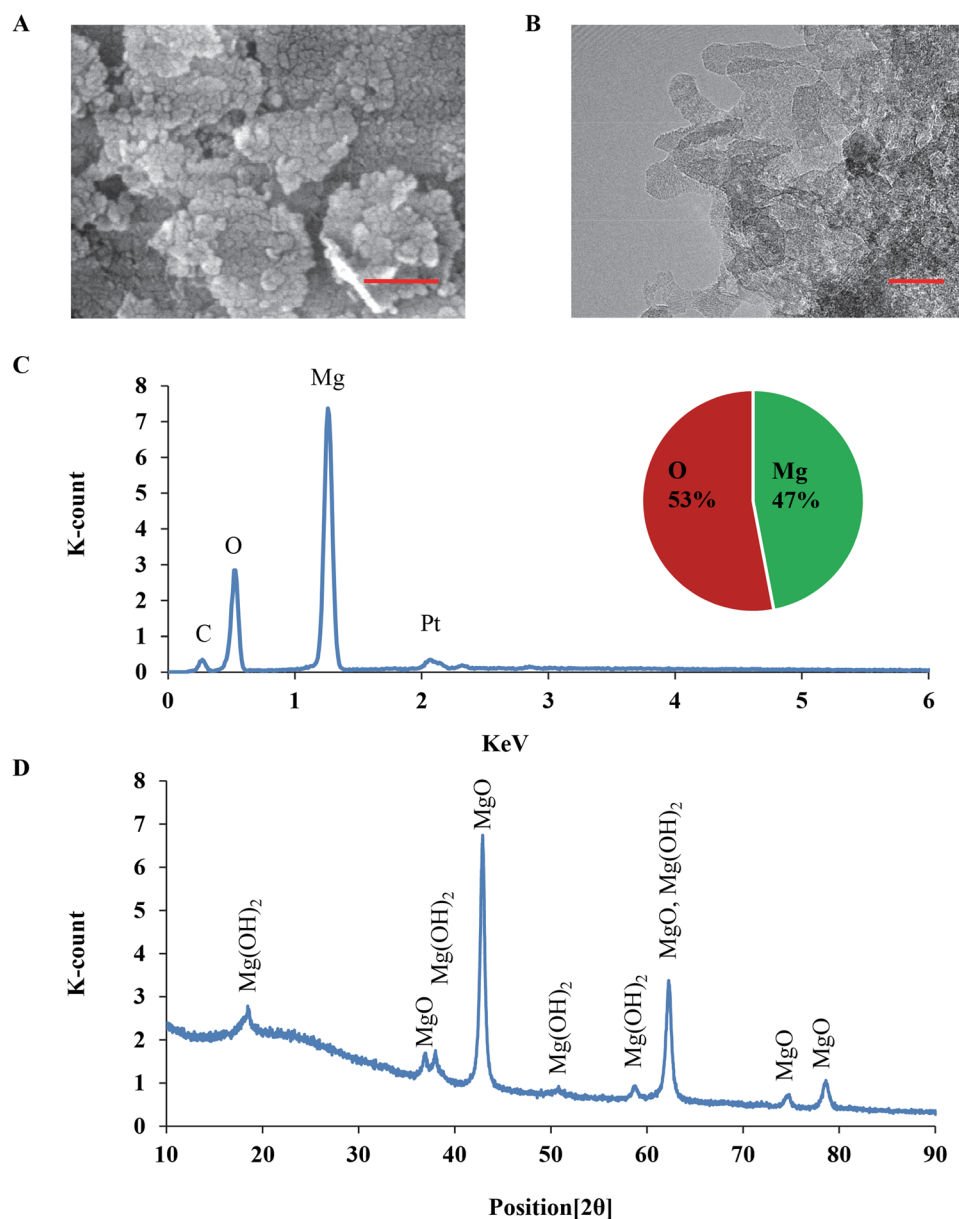 A
B
C
8
7
6
5
4
3
2
1
0
K-count
C
O
Mg
Pt
O
53%
Mg
47%
0 1 2 3 4 5 6
KeV
D
8
7
6
5
4
3
2
1
0
K-count
Mg(OH)₂
MgO
Mg(OH)₂
MgO
Mg(OH)₂
Mg(OH)₂
MgO, Mg(OH)₂
MgO
MgO
10 20 30 40 50 60 70 80 90
Position[2θ]